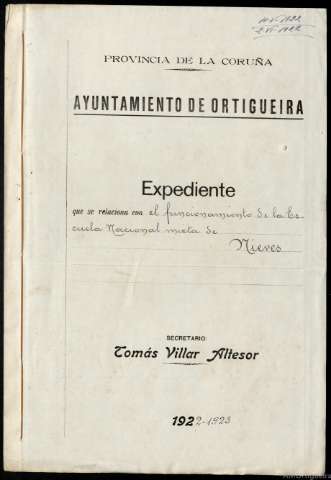 PROVINCIA DE LA CORUÑA
AYUNTAMIENTO DE ORTIGUEIRA
Expediente
que se relaciona con el funcionamiento de la Es-
cuela Nacional mixta de
Nieves
SECRETARIO:
Tomás Villar Altesor
1922-1923